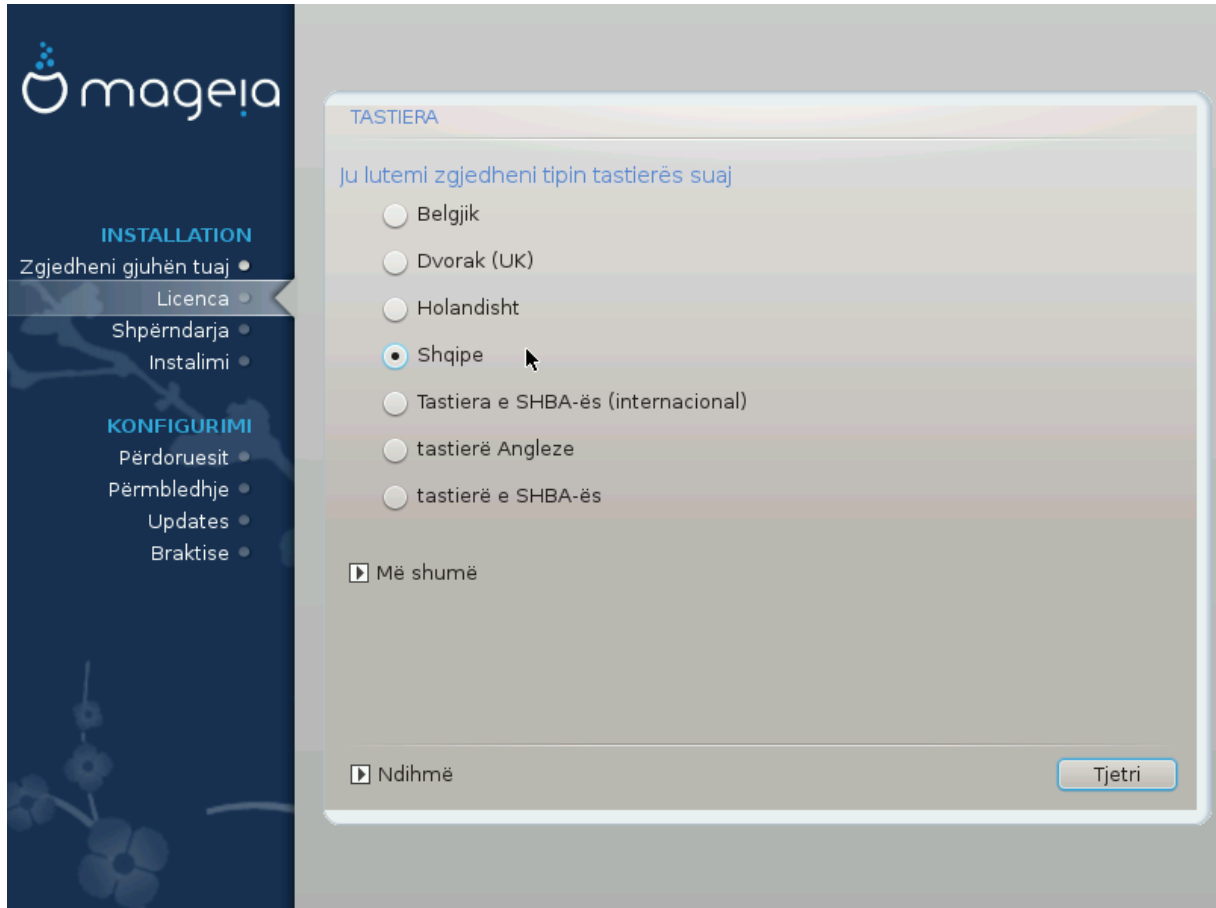 mageia
INSTALLATION
Zgjedheni gjuhën tuaj
Licenca
Shpërndarja
Instalimi
KONFIGURIMI
Përdoruesit
Përmbledhje
Updates
Braktise
TASTIERA
Ju lutemi zgjedheni tipin tastierës suaj
Belgjik
Dvorak (UK)
Holandisht
Shqipe
Tastiera e SHBA-ës (internacional)
tastierë Angleze
tastierë e SHBA-ës
Më shumë
Ndihmë
Tjetri